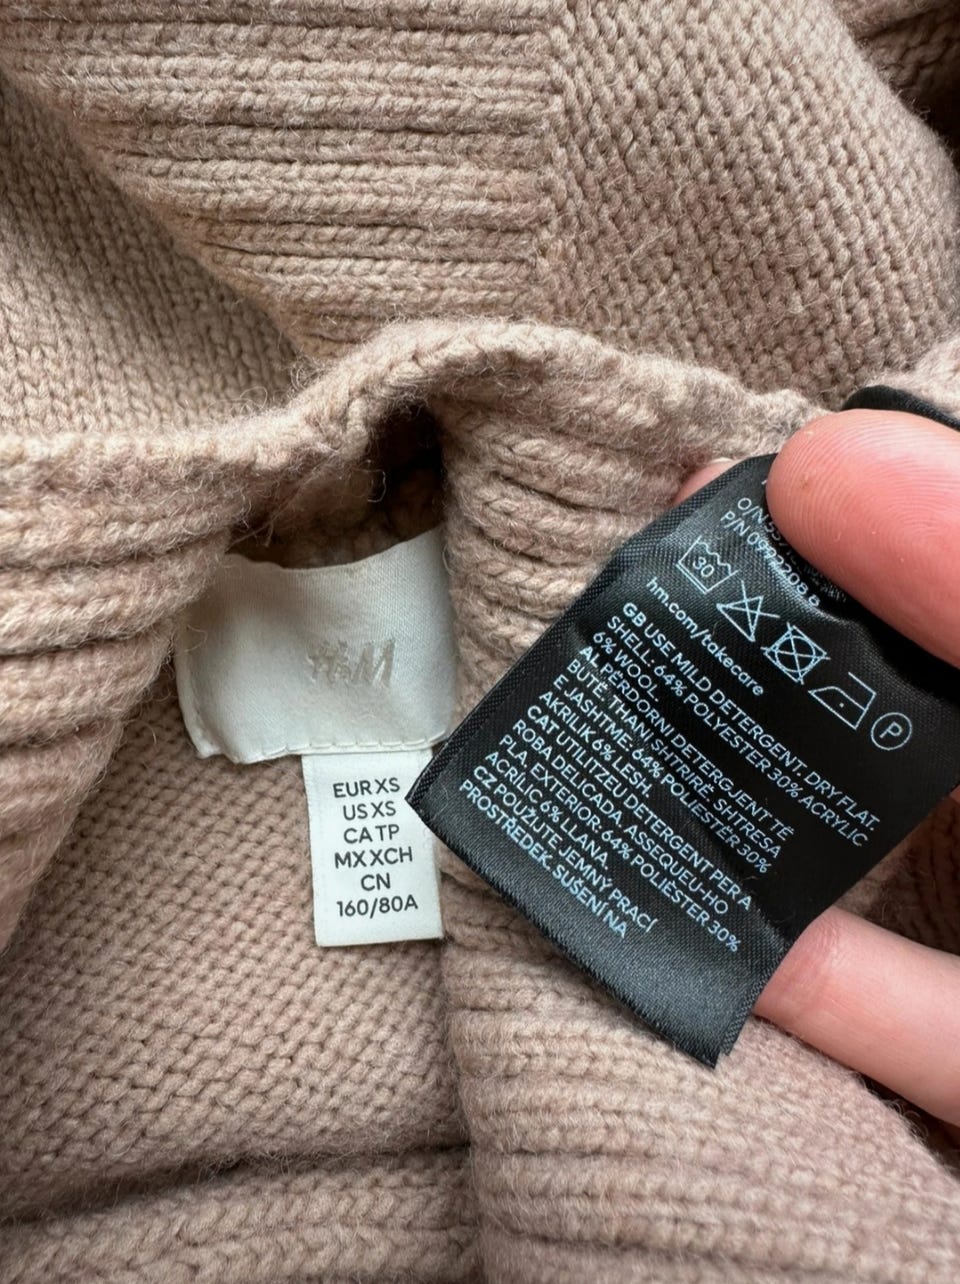 H&M
EUR XS
US XS
CA TP
MX XCH
CN
160/80A
O/N
P/N
30
P
hm.com/takecare
GB USE MILD DETERGENT. DRY FLAT.
SHELL: 64% POLYESTER 30% ACRYLIC
6% WOOL.
AL PËRDORNI DETERGJENT TË
BUTË. THANI SHTRIRË. SHTRESA
E JASHTME: 64% POLIESTËR 30%
AKRILIK 6% LESH.
CAT UTILITZEU DETERGENT PER A
ROBA DELICADA. ASSEQUEU-HO
PLA. EXTERIOR: 64% POLIÈSTER 30%
ACRÍLIC 6% LLANA.
CZ POUŽIJTE JEMNÝ PRACÍ
PROSTŘEDEK. SUŠENÍ NA